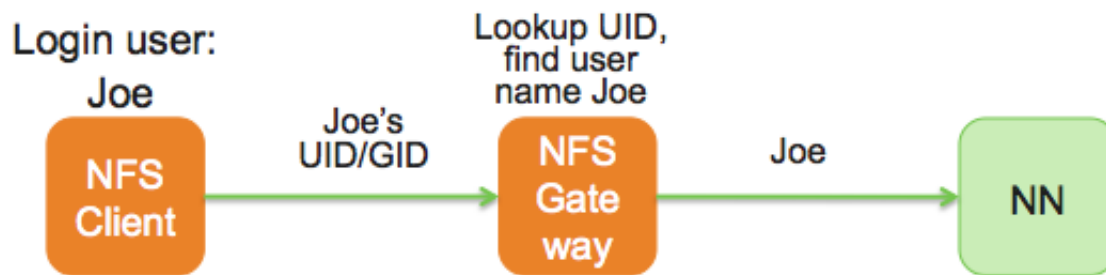 Login user:
Joe
NFS
Client
Joe's
UID/GID
Lookup UID,
find user
name Joe
NFS
Gate
way
Joe
NN